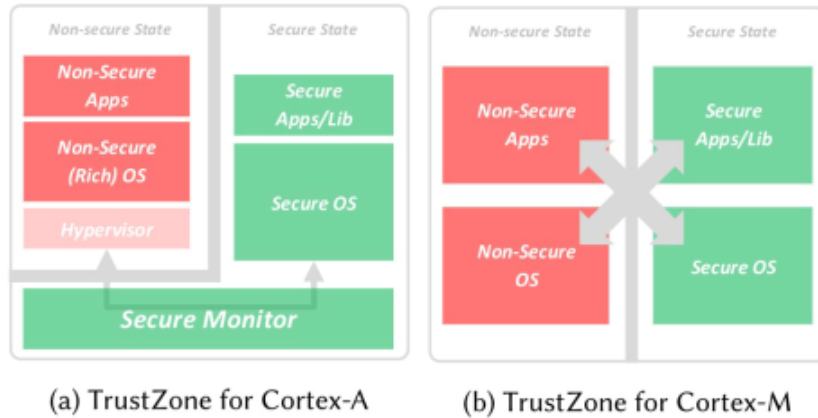 Non-secure State
Secure State
Non-Secure
Apps
Non-Secure
(Rich) OS
Hypervisor
Secure
Apps/Lib
Secure OS
Secure Monitor
(a) TrustZone for Cortex-A
Non-secure State
Secure State
Non-Secure
Apps
Secure
Apps/Lib
Non-Secure
OS
Secure OS
(b) TrustZone for Cortex-M